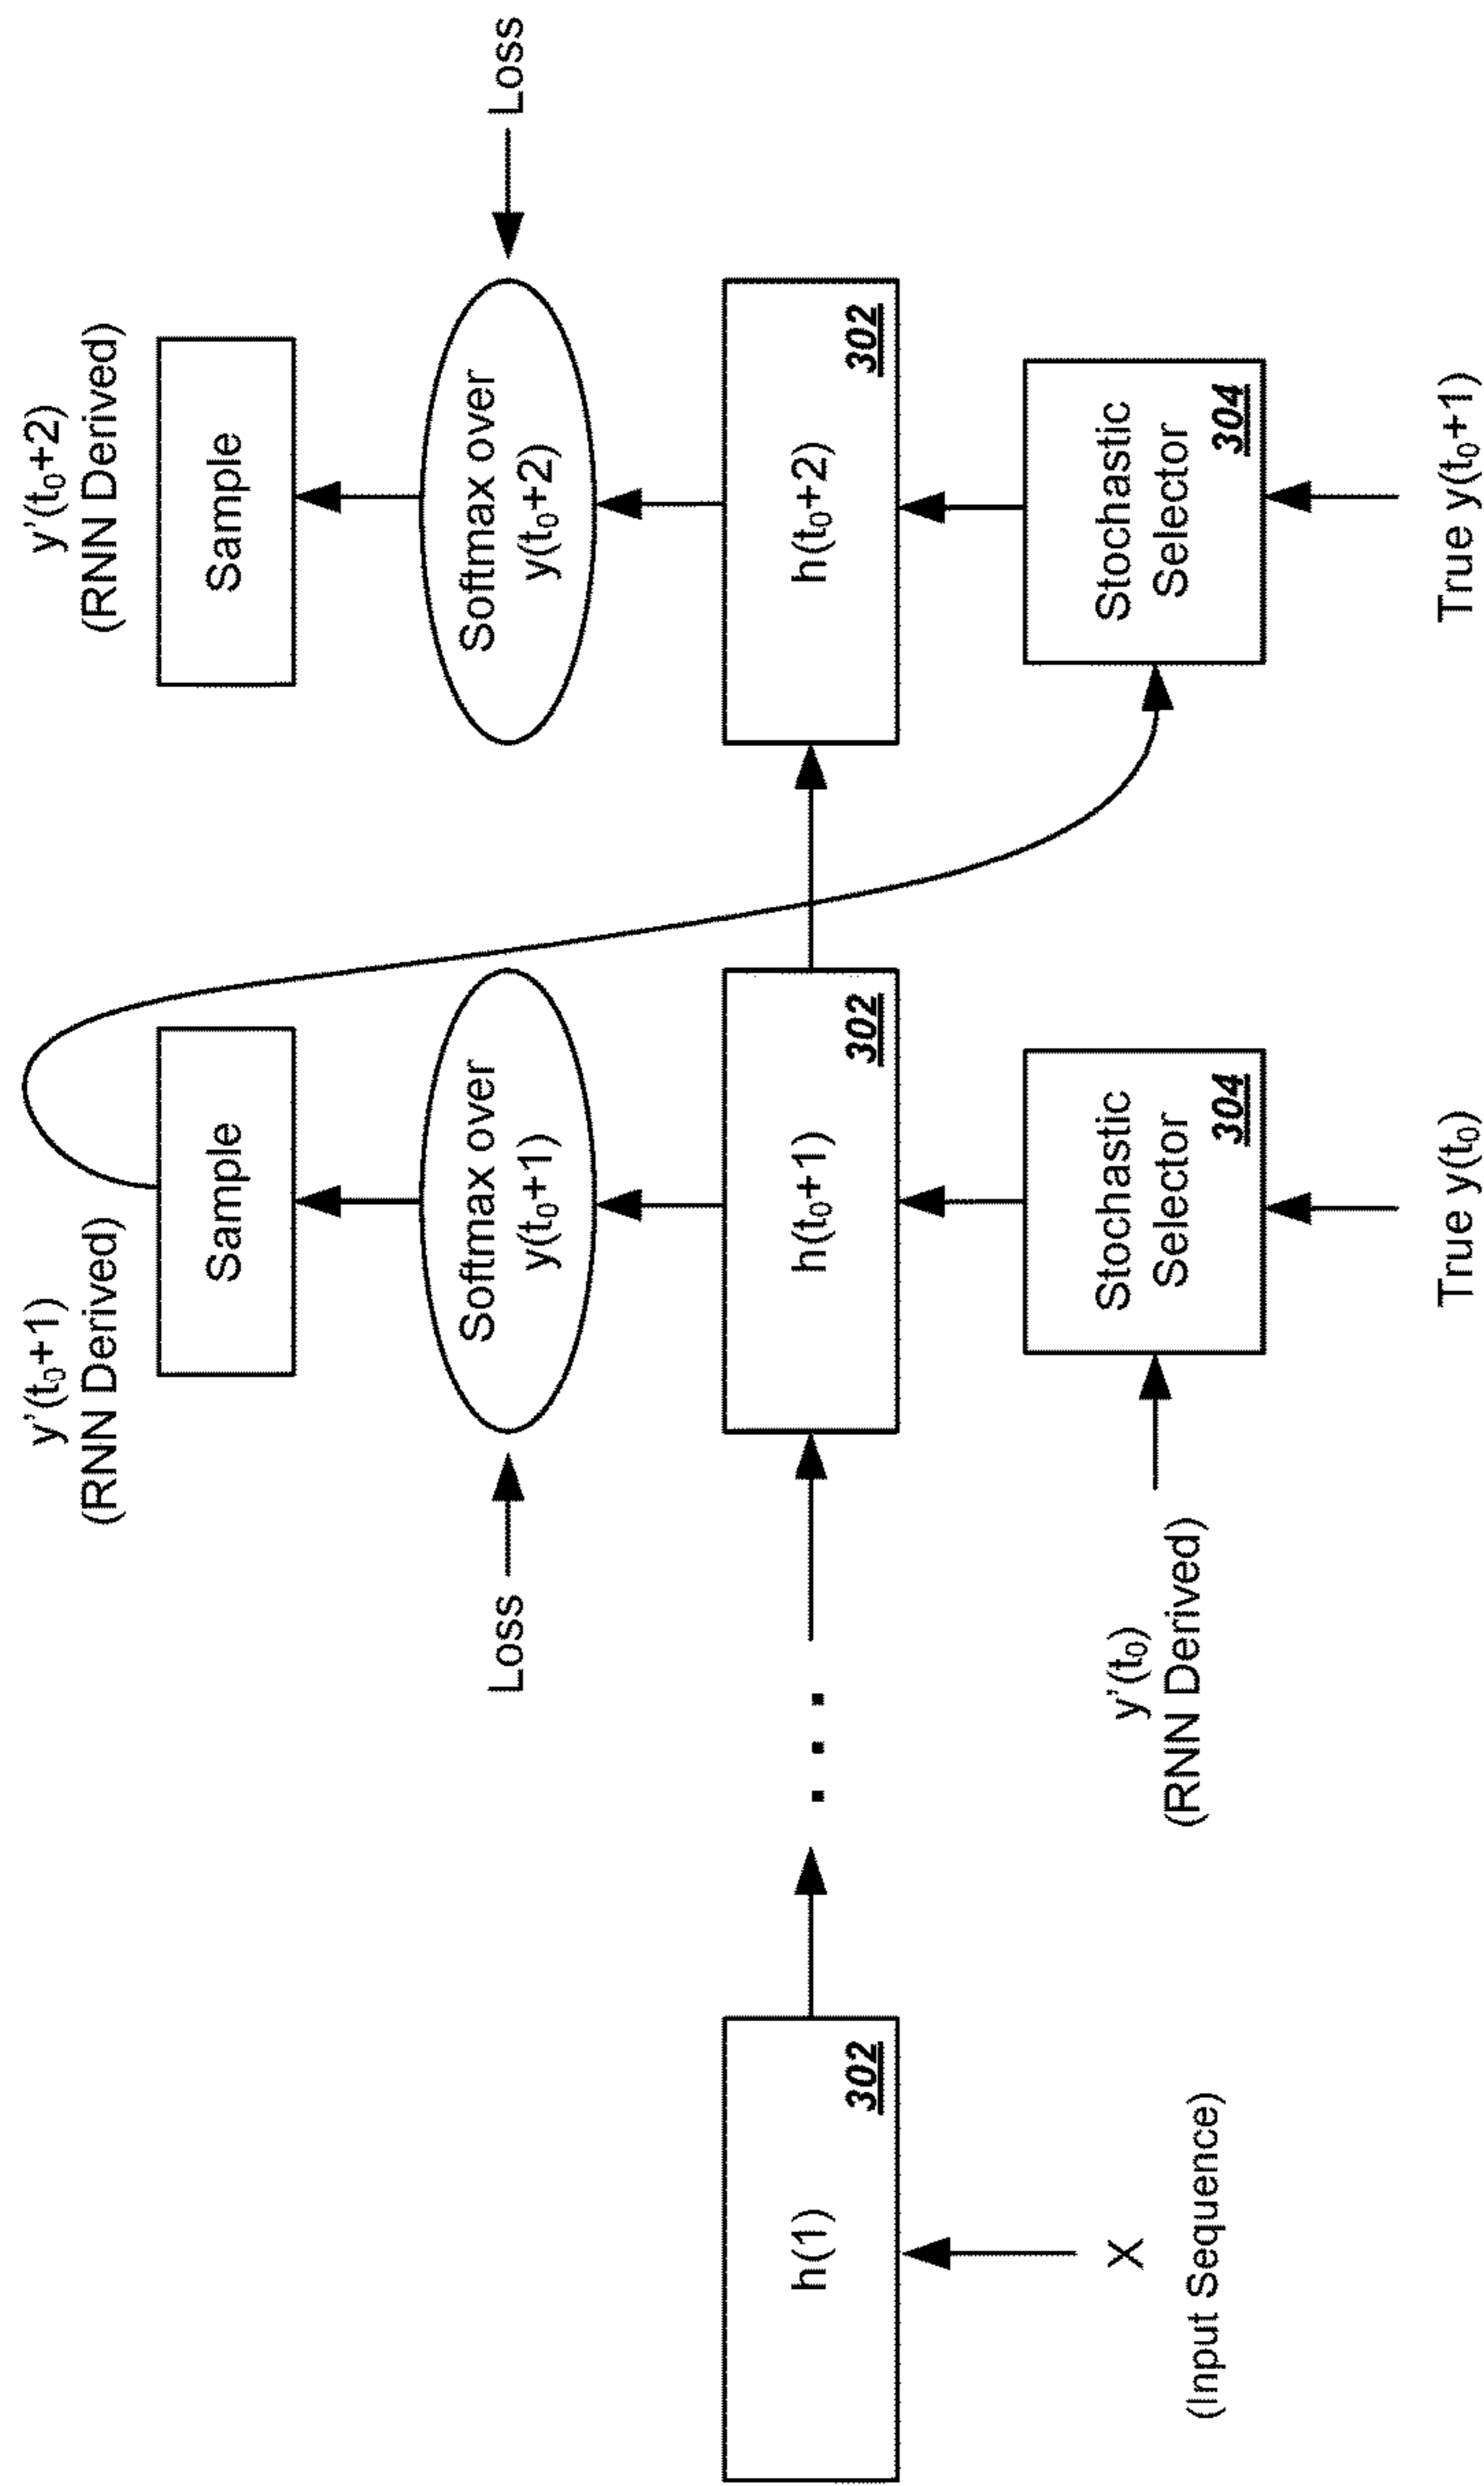 y'(t₀+1)
(RNN Derived)
y'(t₀+2)
(RNN Derived)
Sample
Sample
Loss
Softmax over
y(t₀+1)
Softmax over
y(t₀+2)
Loss
h(1)
302
. . .
h(t₀+1)
302
h(t₀+2)
302
X
(Input Sequence)
y'(t₀)
(RNN Derived)
Stochastic
Selector
304
Stochastic
Selector
304
True y(t₀)
True y(t₀+1)